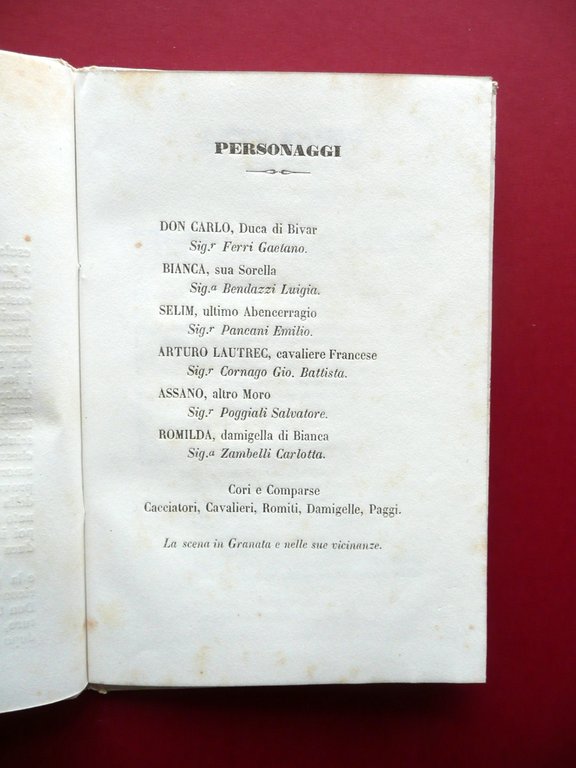 PERSONAGGI
DON CARLO, Duca di Bivar
Sig.r Ferri Gaetano.
BIANCA, sua Sorella
Sig.a Bendazzi Luigia.
SELIM, ultimo Abencerragio
Sig.r Pancani Emilio.
ARTURO LAUTREC, cavaliere Francese
Sig.r Cornago Gio. Battista.
ASSANO, altro Moro
Sig.r Poggiali Salvatore.
ROMILDA, damigella di Bianca
Sig.a Zambelli Carlotta.
Cori e Comparse
Cacciatori, Cavalieri, Romiti, Damigelle, Paggi.
La scena in Granata e nelle sue vicinanze.